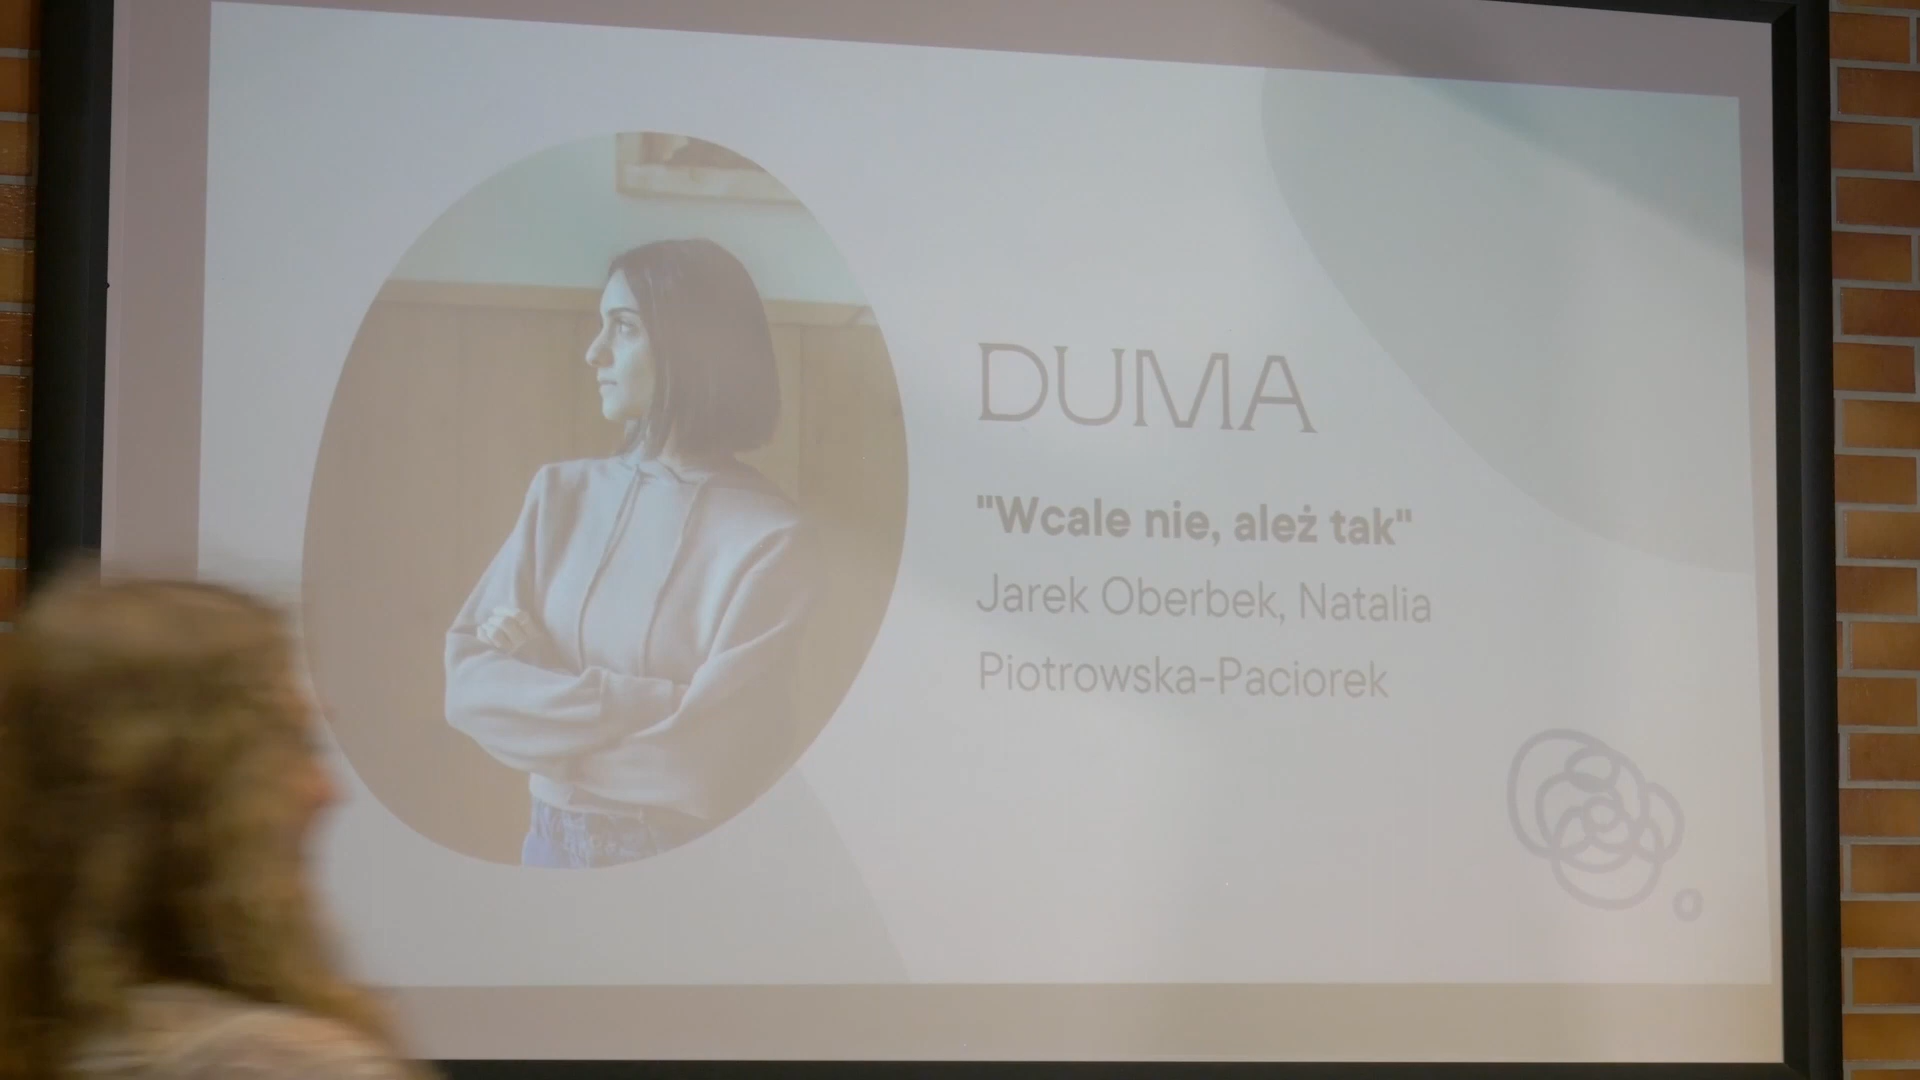 DUMA
"Wcale nie, ależ tak"
Jarek Oberbek, Natalia
Piotrowska-Paciorek